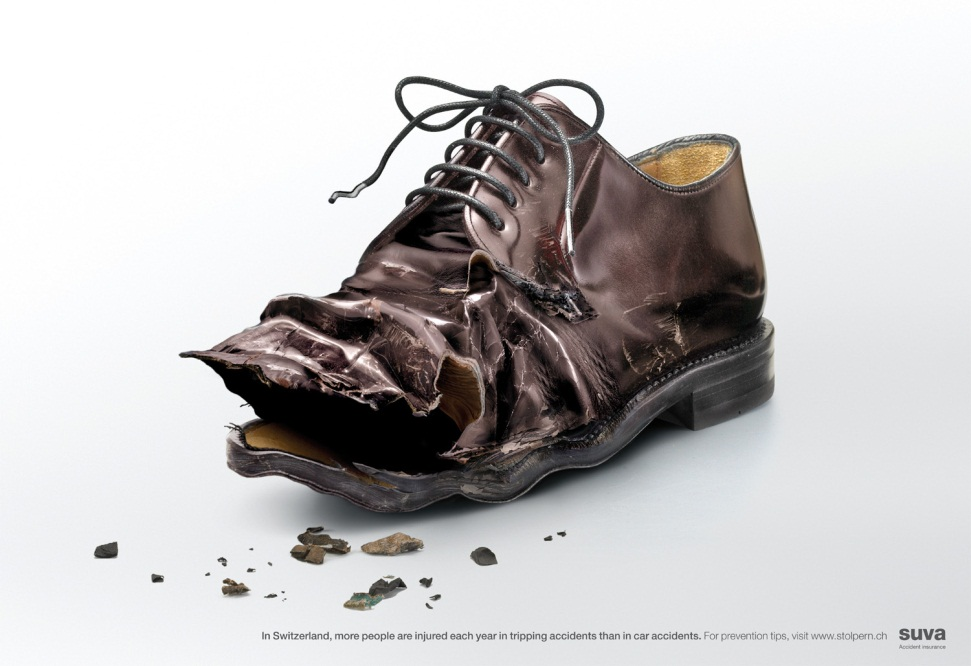 In Switzerland, more people are injured each year in tripping accidents than in car accidents. For prevention tips, visit www.stolpern.ch
suva
Accident insurance